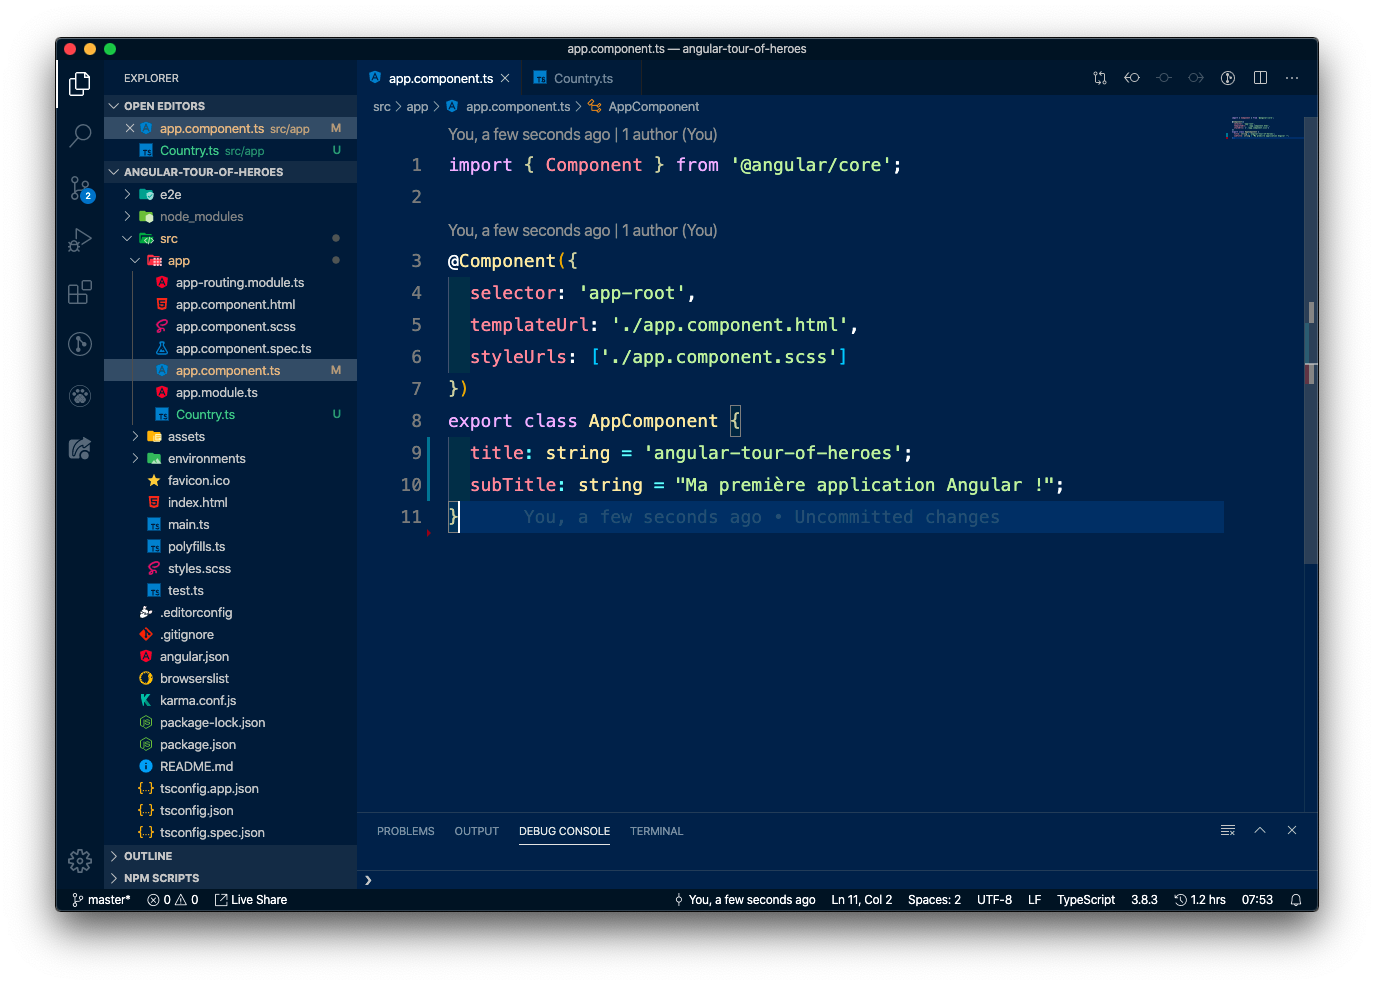 app.component.ts — angular-tour-of-heroes
EXPLORER
OPEN EDITORS
app.component.ts src/app M
Country.ts src/app U
ANGULAR-TOUR-OF-HEROES
e2e
node_modules
src
app
app-routing.module.ts
app.component.html
app.component.scss
app.component.spec.ts
app.component.ts M
app.module.ts
Country.ts U
assets
environments
favicon.ico
index.html
main.ts
polyfills.ts
styles.scss
test.ts
.editorconfig
.gitignore
angular.json
browserslist
karma.conf.js
package-lock.json
package.json
README.md
tsconfig.app.json
tsconfig.json
tsconfig.spec.json
OUTLINE
NPM SCRIPTS
2
app.component.ts Country.ts
src > app > app.component.ts > AppComponent
You, a few seconds ago | 1 author (You)
1 import { Component } from '@angular/core';
2
You, a few seconds ago | 1 author (You)
3 @Component({
4 selector: 'app-root',
5 templateUrl: './app.component.html',
6 styleUrls: ['./app.component.scss']
7 })
8 export class AppComponent {
9 title: string = 'angular-tour-of-heroes';
10 subTitle: string = "Ma première application Angular !";
11 } You, a few seconds ago • Uncommitted changes
PROBLEMS OUTPUT DEBUG CONSOLE TERMINAL
master* 0 0 Live Share You, a few seconds ago Ln 11, Col 2 Spaces: 2 UTF-8 LF TypeScript 3.8.3 1.2 hrs 07:53